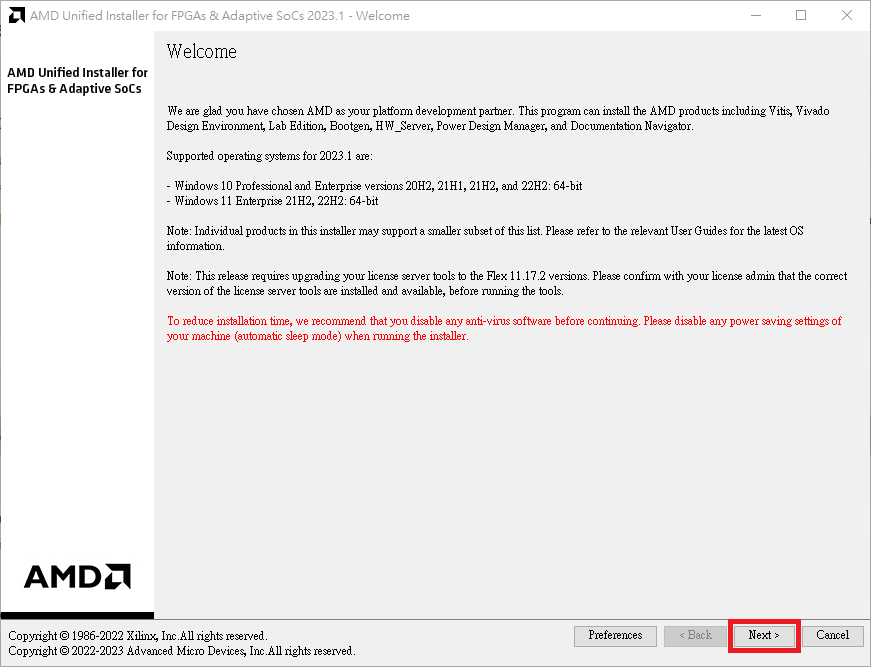 AMD Unified Installer for FPGAs & Adaptive SoCs 2023.1 - Welcome
AMD Unified Installer for
FPGAs & Adaptive SoCs
Welcome
We are glad you have chosen AMD as your platform development partner. This program can install the AMD products including Vitis, Vivado
Design Environment, Lab Edition, Bootgen, HW_Server, Power Design Manager, and Documentation Navigator.
Supported operating systems for 2023.1 are:
- Windows 10 Professional and Enterprise versions 20H2, 21H1, 21H2, and 22H2: 64-bit
- Windows 11 Enterprise 21H2, 22H2: 64-bit
Note: Individual products in this installer may support a smaller subset of this list. Please refer to the relevant User Guides for the latest OS
information.
Note: This release requires upgrading your license server tools to the Flex 11.17.2 versions. Please confirm with your license admin that the correct
version of the license server tools are installed and available, before running the tools.
To reduce installation time, we recommend that you disable any anti-virus software before continuing. Please disable any power saving settings of
your machine (automatic sleep mode) when running the installer.
AMD
Copyright © 1986-2022 Xilinx, Inc.All rights reserved.
Copyright © 2022-2023 Advanced Micro Devices, Inc.All rights reserved.
Preferences
< Back
Next >
Cancel